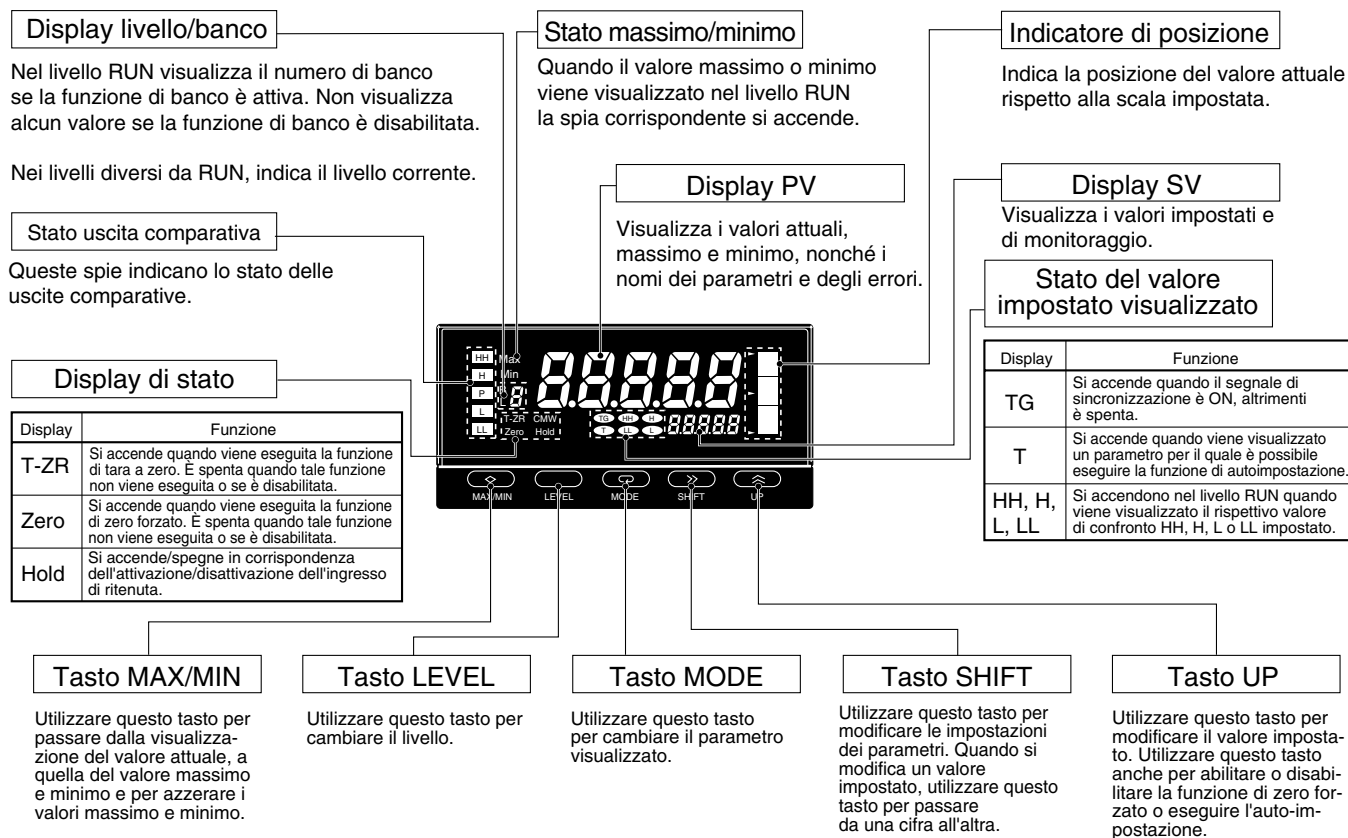 Display livello/banco
Nel livello RUN visualizza il numero di banco
se la funzione di banco è attiva. Non visualizza
alcun valore se la funzione di banco è disabilitata.
Nei livelli diversi da RUN, indica il livello corrente.
Stato massimo/minimo
Quando il valore massimo o minimo
viene visualizzato nel livello RUN
la spia corrispondente si accende.
Indicatore di posizione
Indica la posizione del valore attuale
rispetto alla scala impostata.
Display PV
Visualizza i valori attuali,
massimo e minimo, nonché i
nomi dei parametri e degli errori.
Display SV
Visualizza i valori impostati e
di monitoraggio.
Stato uscita comparativa
Queste spie indicano lo stato delle
uscite comparative.
Stato del valore
impostato visualizzato
Display Funzione
TG Si accende quando il segnale di
sincronizzazione è ON, altrimenti
è spenta.
T Si accende quando viene visualizzato
un parametro per il quale è possibile
eseguire la funzione di autoimpostazione.
HH, H,
L, LL
Si accendono nel livello RUN quando
viene visualizzato il rispettivo valore
di confronto HH, H, L o LL impostato.
Display di stato
Display Funzione
T-ZR Si accende quando viene eseguita la funzione
di tara a zero. È spenta quando tale funzione
non viene eseguita o se è disabilitata.
Zero Si accende quando viene eseguita la funzione
di zero forzato. È spenta quando tale funzione
non viene eseguita o se è disabilitata.
Hold Si accende/spegne in corrispondenza
dell'attivazione/disattivazione dell'ingresso
di ritenuta.
HH Max
H Min
P
L
LL
8 8.8.8.8.8
T-ZR CMW
Zero Hold
TG HH H
T LL L
8.8.8.8.8
MAX/MIN LEVEL MODE SHIFT UP
Tasto MAX/MIN
Utilizzare questo tasto per
passare dalla visualizza-
zione del valore attuale, a
quella del valore massimo
e minimo e per azzerare i
valori massimo e minimo.
Tasto LEVEL
Utilizzare questo tasto per
cambiare il livello.
Tasto MODE
Utilizzare questo tasto
per cambiare il parametro
visualizzato.
Tasto SHIFT
Utilizzare questo tasto per
modificare le impostazioni
dei parametri. Quando si
modifica un valore
impostato, utilizzare questo
tasto per passare
da una cifra all'altra.
Tasto UP
Utilizzare questo tasto per
modificare il valore imposta-
to. Utilizzare questo tasto
anche per abilitare o disabi-
litare la funzione di zero for-
zato o eseguire l'auto-im-
postazione.